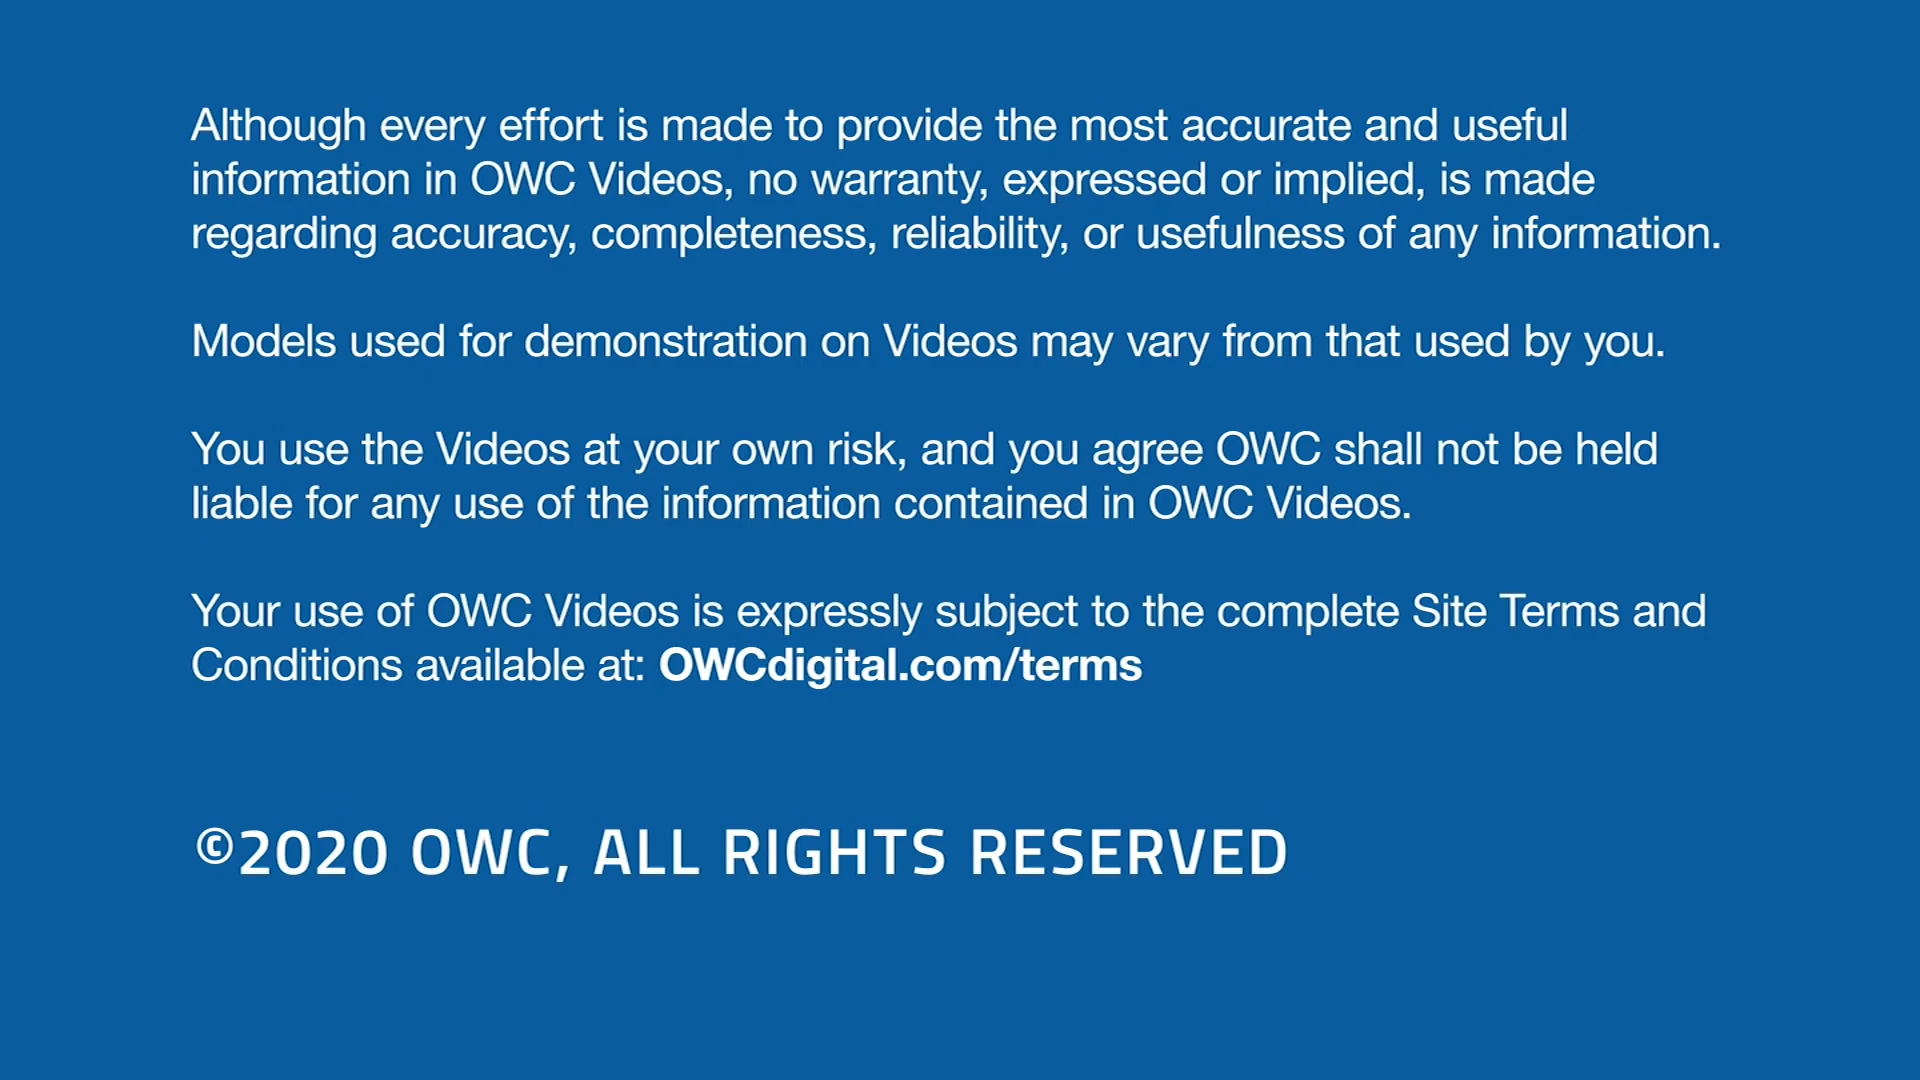 Although every effort is made to provide the most accurate and useful
information in OWC Videos, no warranty, expressed or implied, is made
regarding accuracy, completeness, reliability, or usefulness of any information.
Models used for demonstration on Videos may vary from that used by you.
You use the Videos at your own risk, and you agree OWC shall not be held
liable for any use of the information contained in OWC Videos.
Your use of OWC Videos is expressly subject to the complete Site Terms and
Conditions available at: OWCdigital.com/terms
©2020 OWC, ALL RIGHTS RESERVED